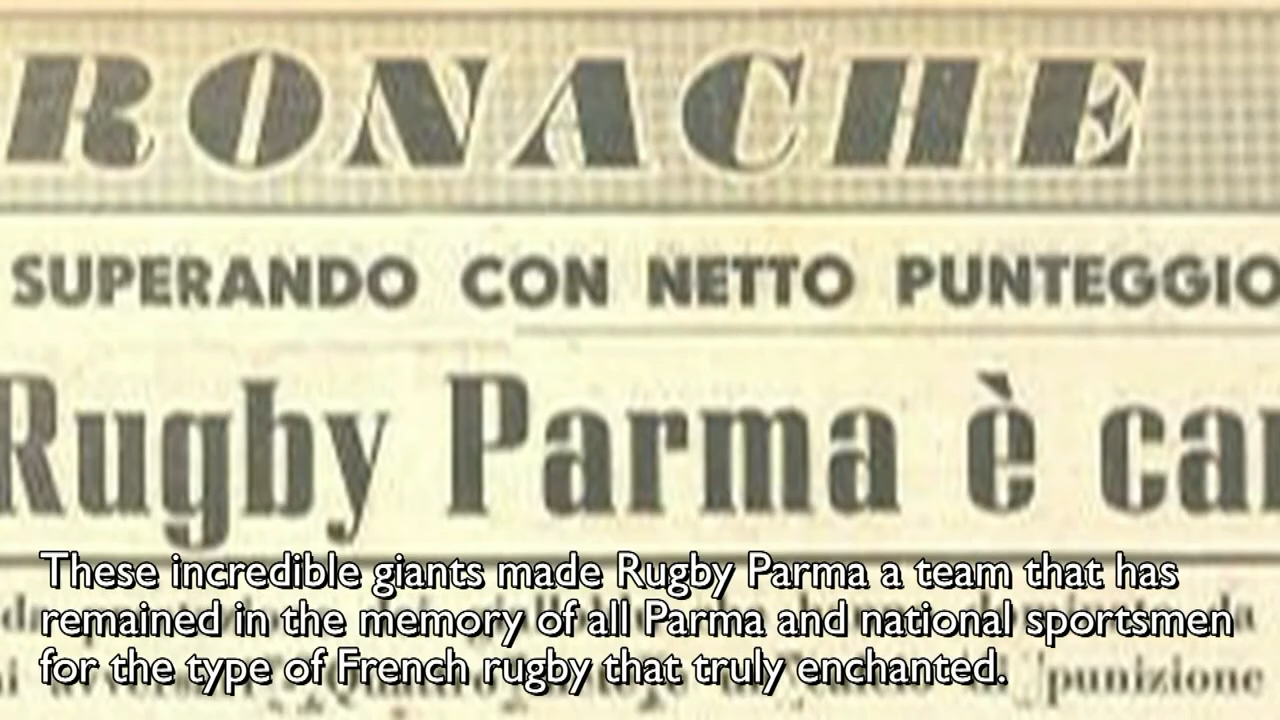 RONACHE
SUPERANDO CON NETTO PUNTEGGIO
Rugby Parma è
These incredible giants made Rugby Parma a team that has
remained in the memory of all Parma and national sportsmen
for the type of French rugby that truly enchanted.
punizione